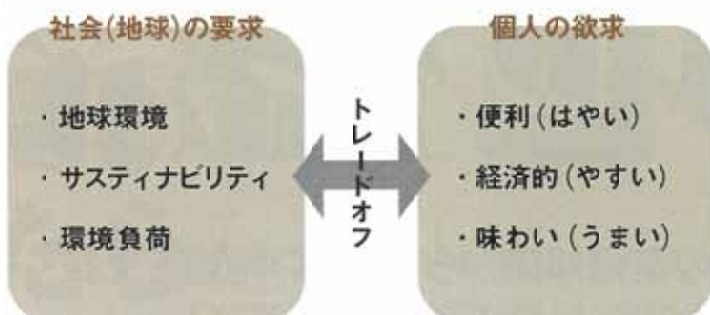 社会(地球)の要求
・地球環境
・サスティナビリティ
・環境負荷
トレードオフ
個人の欲求
・便利(はやい)
・経済的(やすい)
・味わい(うまい)